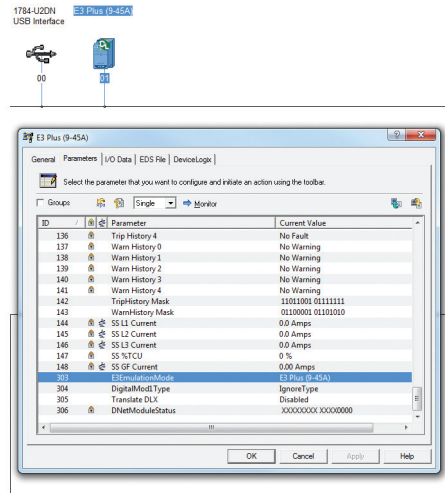 1784-U2DN
USB Interface
E3 Plus (9-45A)
00
01
E3 Plus (9-45A)
General Parameters I/O Data EDS File DeviceLogix
Select the parameter that you want to configure and initiate an action using the toolbar.
Groups Single Monitor
ID Parameter Current Value
136 Trip History 4 No Fault
137 Warn History 0 No Warning
138 Warn History 1 No Warning
139 Warn History 2 No Warning
140 Warn History 3 No Warning
141 Warn History 4 No Warning
142 TripHistory Mask 11011001 01111111
143 WarnHistory Mask 01100001 01101010
144 SS L1 Current 0.0 Amps
145 SS L2 Current 0.0 Amps
146 SS L3 Current 0.0 Amps
147 SS %TCU 0 %
148 SS GF Current 0.00 Amps
303 E3EmulationMode E3 Plus (9-45A)
304 DigitalMod1Type IgnoreType
305 Translate DLX Disabled
306 DNetModuleStatus XXXXXXXX XXXX0000
OK Cancel Apply Help